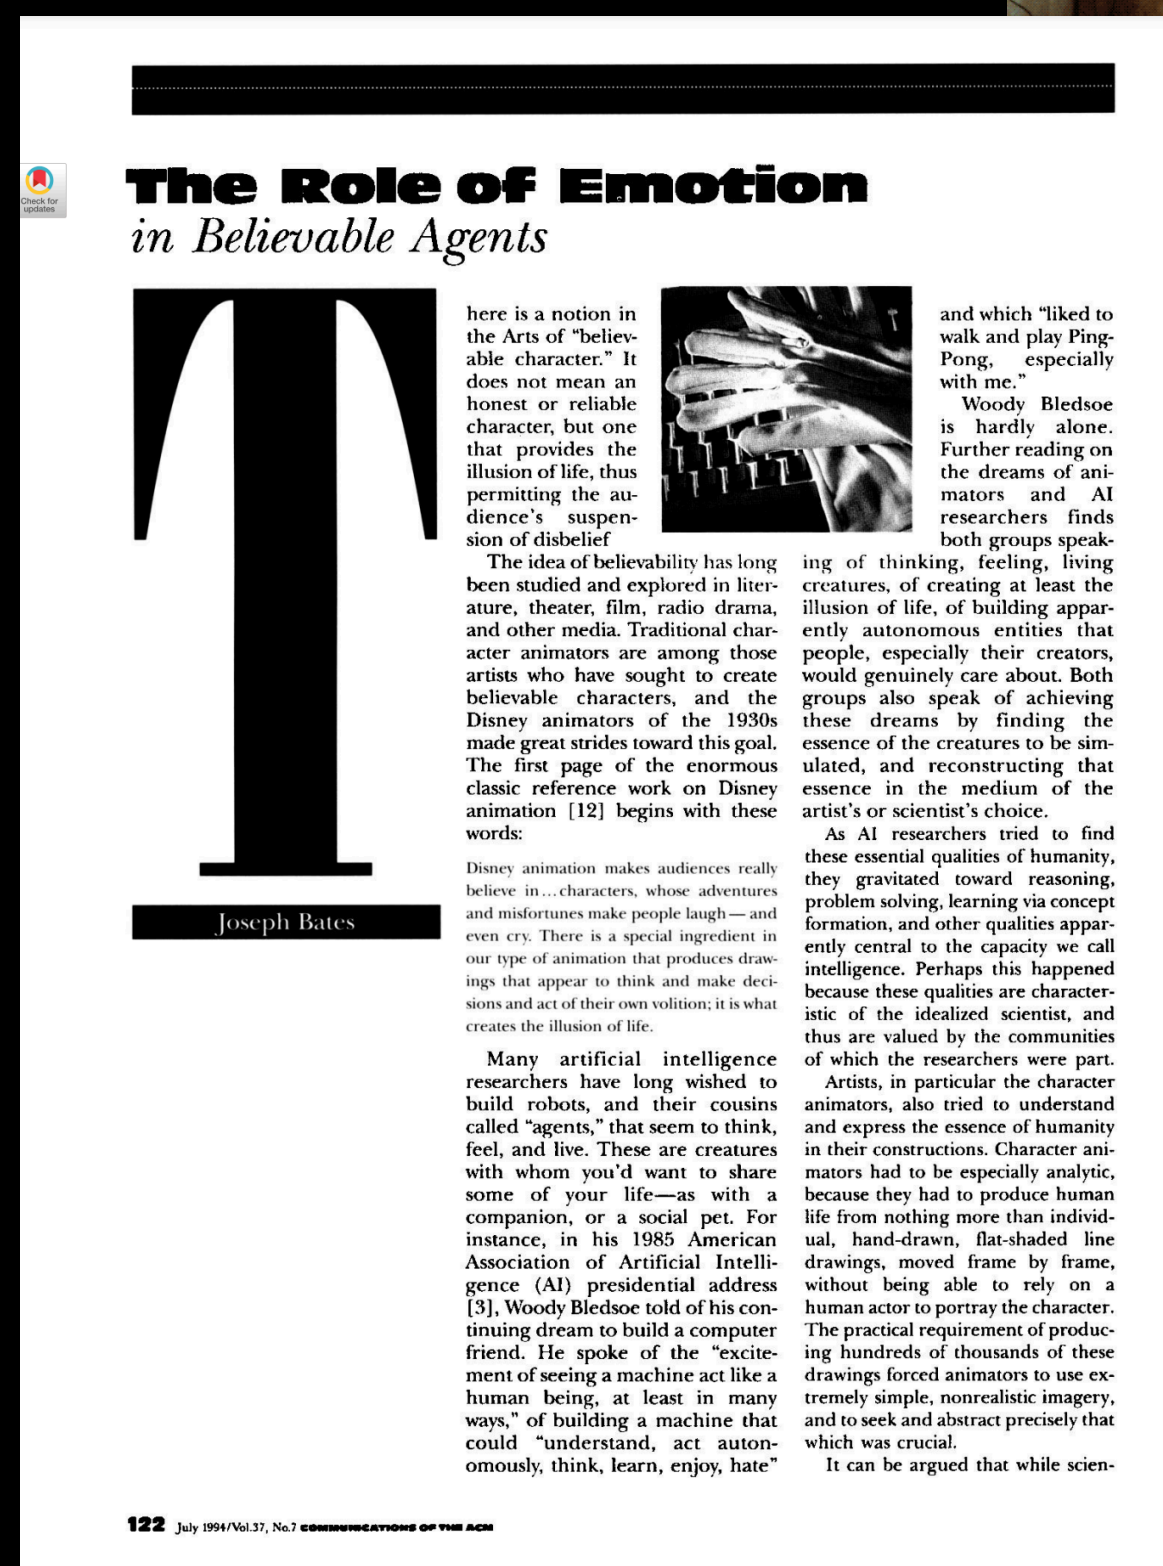 Check for
updates
The Role of Emotion
in Believable Agents
T
Joseph Bates
here is a notion in
the Arts of “believ-
able character.” It
does not mean an
honest or reliable
character, but one
that provides the
illusion of life, thus
permitting the au-
dience’s suspen-
sion of disbelief
The idea of believability has long
been studied and explored in liter-
ature, theater, film, radio drama,
and other media. Traditional char-
acter animators are among those
artists who have sought to create
believable characters, and the
Disney animators of the 1930s
made great strides toward this goal.
The first page of the enormous
classic reference work on Disney
animation [12] begins with these
words:
Disney animation makes audiences really
believe in...characters, whose adventures
and misfortunes make people laugh — and
even cry. There is a special ingredient in
our type of animation that produces draw-
ings that appear to think and make deci-
sions and act of their own volition; it is what
creates the illusion of life.
Many artificial intelligence
researchers have long wished to
build robots, and their cousins
called “agents,” that seem to think,
feel, and live. These are creatures
with whom you’d want to share
some of your life—as with a
companion, or a social pet. For
instance, in his 1985 American
Association of Artificial Intelli-
gence (AI) presidential address
[3], Woody Bledsoe told of his con-
tinuing dream to build a computer
friend. He spoke of the “excite-
ment of seeing a machine act like a
human being, at least in many
ways,” of building a machine that
could “understand, act auton-
omously, think, learn, enjoy, hate”
and which “liked to
walk and play Ping-
Pong, especially
with me.”
Woody Bledsoe
is hardly alone.
Further reading on
the dreams of ani-
mators and AI
researchers finds
both groups speak-
ing of thinking, feeling, living
creatures, of creating at least the
illusion of life, of building appar-
ently autonomous entities that
people, especially their creators,
would genuinely care about. Both
groups also speak of achieving
these dreams by finding the
essence of the creatures to be sim-
ulated, and reconstructing that
essence in the medium of the
artist’s or scientist’s choice.
As AI researchers tried to find
these essential qualities of humanity,
they gravitated toward reasoning,
problem solving, learning via concept
formation, and other qualities appar-
ently central to the capacity we call
intelligence. Perhaps this happened
because these qualities are character-
istic of the idealized scientist, and
thus are valued by the communities
of which the researchers were part.
Artists, in particular the character
animators, also tried to understand
and express the essence of humanity
in their constructions. Character ani-
mators had to be especially analytic,
because they had to produce human
life from nothing more than individ-
ual, hand-drawn, flat-shaded line
drawings, moved frame by frame,
without being able to rely on a
human actor to portray the character.
The practical requirement of produc-
ing hundreds of thousands of these
drawings forced animators to use ex-
tremely simple, nonrealistic imagery,
and to seek and abstract precisely that
which was crucial.
It can be argued that while scien-
122 July 1994/Vol.37, No.7 COMMUNICATIONS OF THE ACM